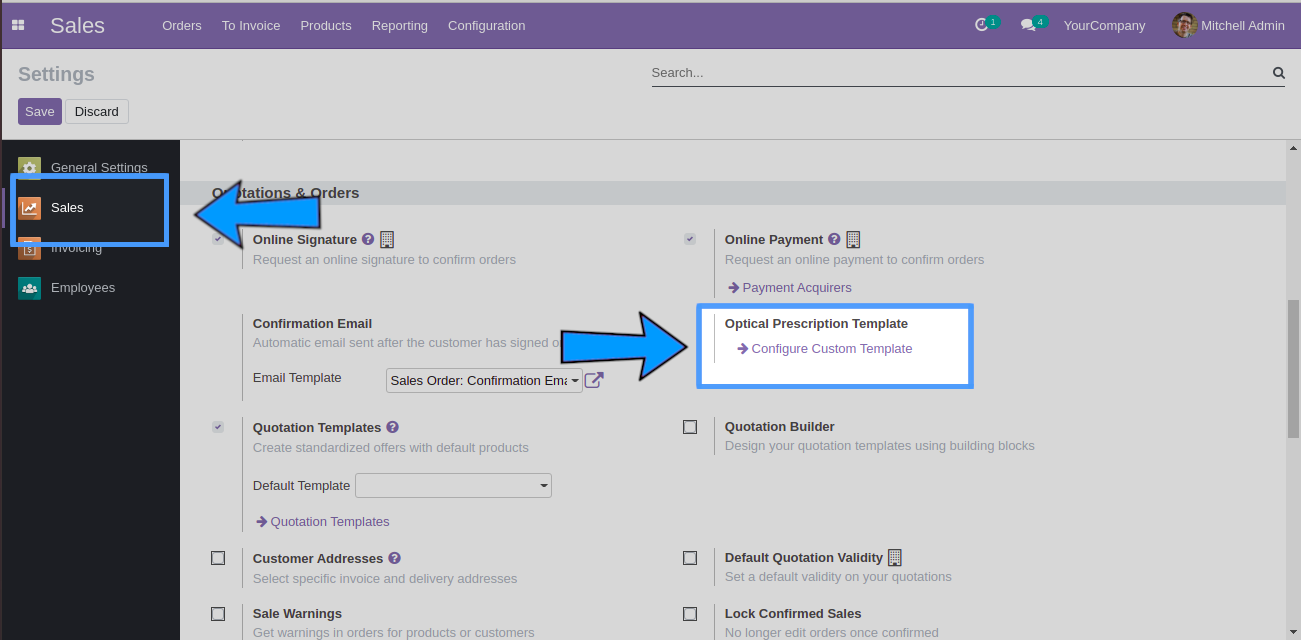 Sales
Orders
To Invoice
Products
Reporting
Configuration
1
4
YourCompany
Mitchell Admin
Settings
Search...
Save
Discard
General Settings
Sales
Invoicing
Employees
Quotations & Orders
Online Signature
Request an online signature to confirm orders
Online Payment
Request an online payment to confirm orders
Payment Acquirers
Confirmation Email
Automatic email sent after the customer has signed
Email Template
Sales Order: Confirmation Ema
Optical Prescription Template
Configure Custom Template
Quotation Templates
Create standardized offers with default products
Default Template
Quotation Templates
Quotation Builder
Design your quotation templates using building blocks
Customer Addresses
Select specific invoice and delivery addresses
Default Quotation Validity
Set a default validity on your quotations
Sale Warnings
Get warnings in orders for products or customers
Lock Confirmed Sales
No longer edit orders once confirmed